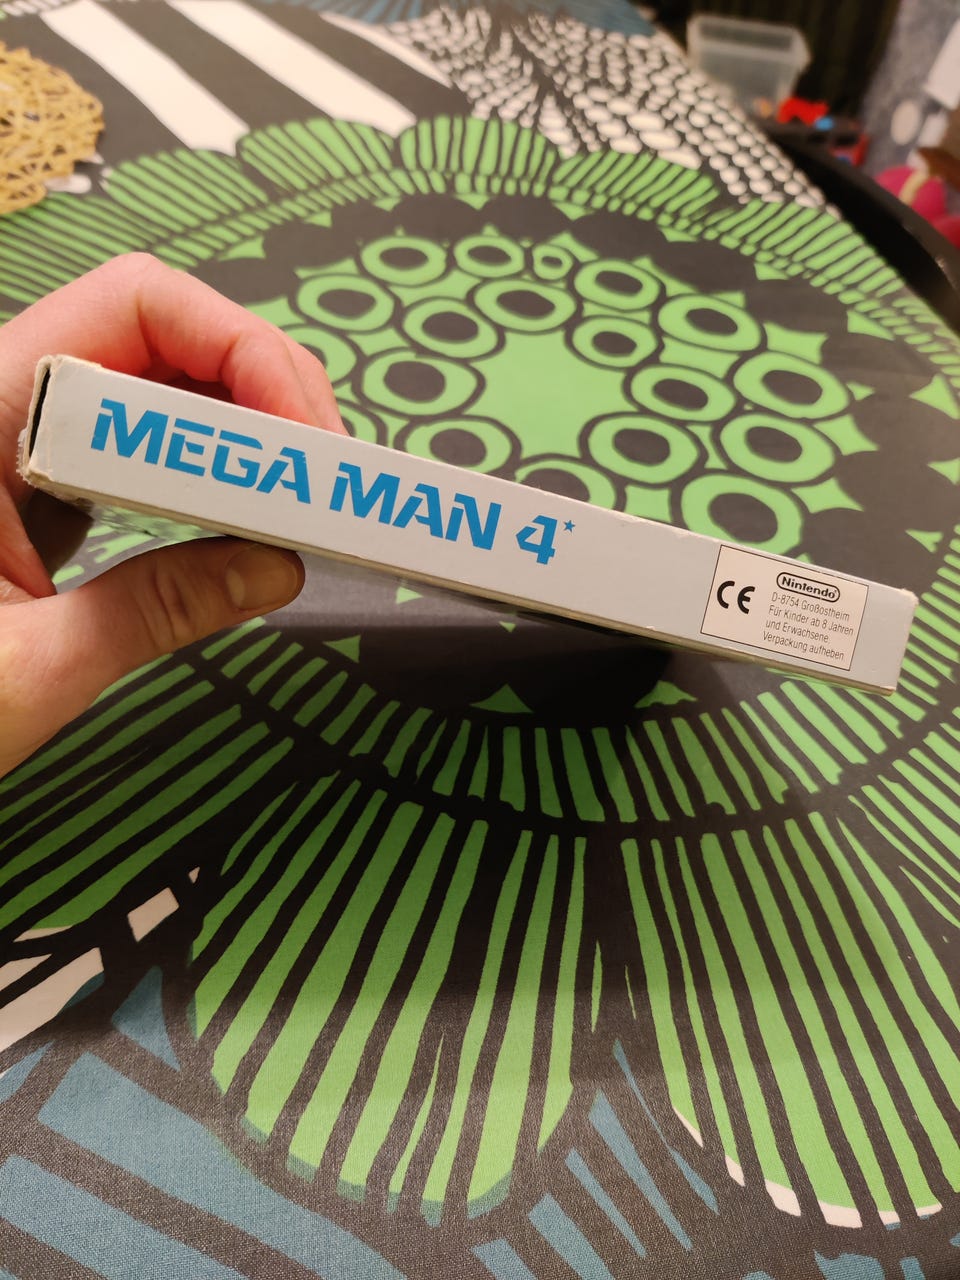 MEGA MAN 4*
CE
Nintendo
D-8754 Großostheim
Für Kinder ab 8 Jahren
und Erwachsene.
Verpackung aufheben